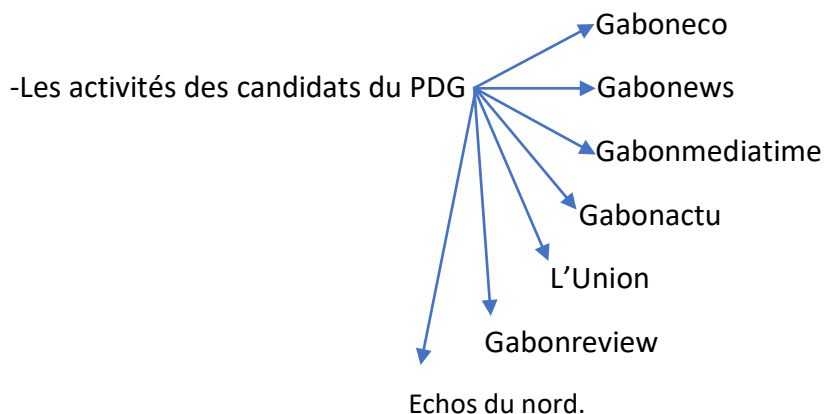 Gaboneco
-Les activités des candidats du PDG
Gabonews
Gabonmediatime
Gabonactu
L’Union
Gabonreview
Echos du nord.